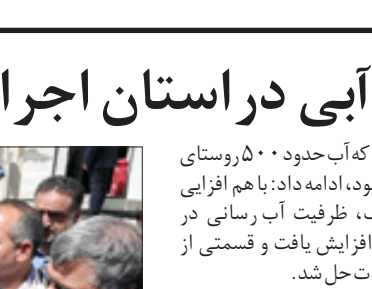 آبی در استان اجرا
که آب حدود ۵۰۰ روستای
ادامه داد: با هم افزایی
ظرفیت آب رسانی در
افزایش یافت و قسمتی از
حل شد.